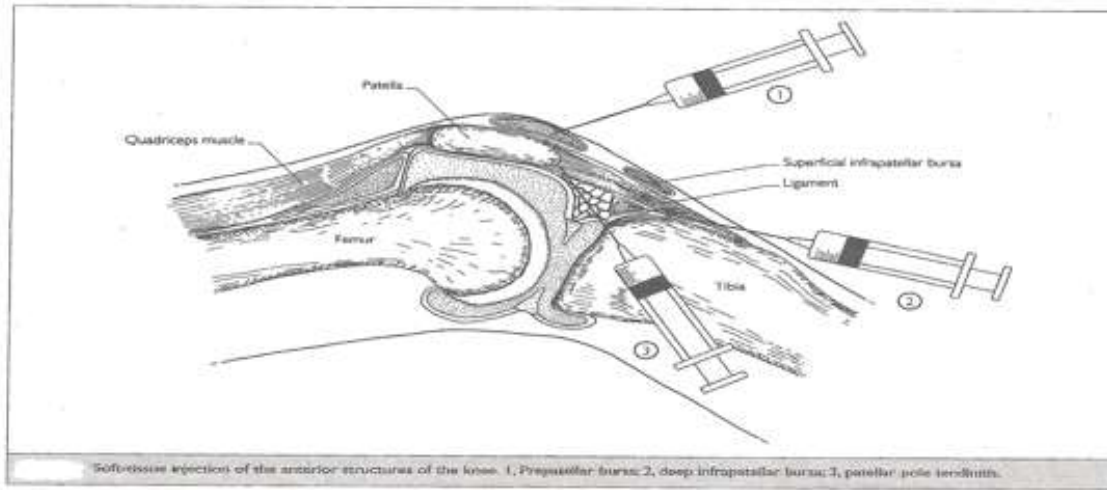 1
Patella
Quadriceps muscle
Superficial infrapatellar bursa
Ligament
Femur
Tibia
2
3
Soft-tissue injection of the anterior structures of the knee. 1, Prepatellar bursa; 2, deep infrapatellar bursa; 3, patellar pole tendinitis.